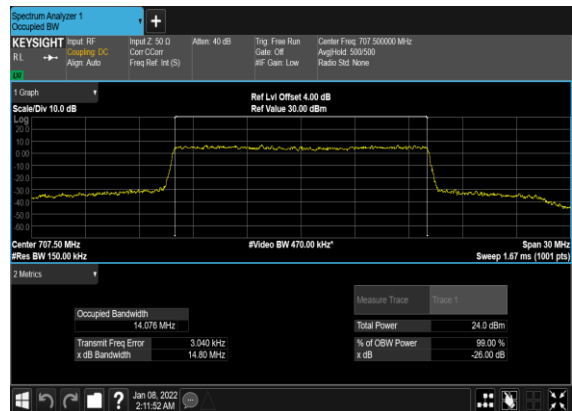 Spectrum Analyzer 1
Occupied BW
+
KEYSIGHT Input: RF Input Z: 50 Ω Atten: 40 dB Trig: Free Run Center Freq: 707.500000 MHz
RL Coupling: DC Corr CCorr Gate: Off Avg|Hold: 500/500
Align: Auto Freq Ref: Int (S) #IF Gain: Low Radio Std: None
1 Graph Ref Lvl Offset 4.00 dB
Scale/Div 10.0 dB Ref Value 30.00 dBm
Log
20.0
10.0
0.00
-10.0
-20.0
-30.0
-40.0
-50.0
-60.0
Center 707.50 MHz #Video BW 470.00 kHz* Span 30 MHz
#Res BW 150.00 kHz Sweep 1.67 ms (1001 pts)
2 Metrics
Measure Trace Trace 1
Occupied Bandwidth
14.076 MHz Total Power 24.0 dBm
Transmit Freq Error 3.040 kHz % of OBW Power 99.00 %
x dB Bandwidth 14.80 MHz x dB -26.00 dB
? Jan 08, 2022
2:11:52 AM